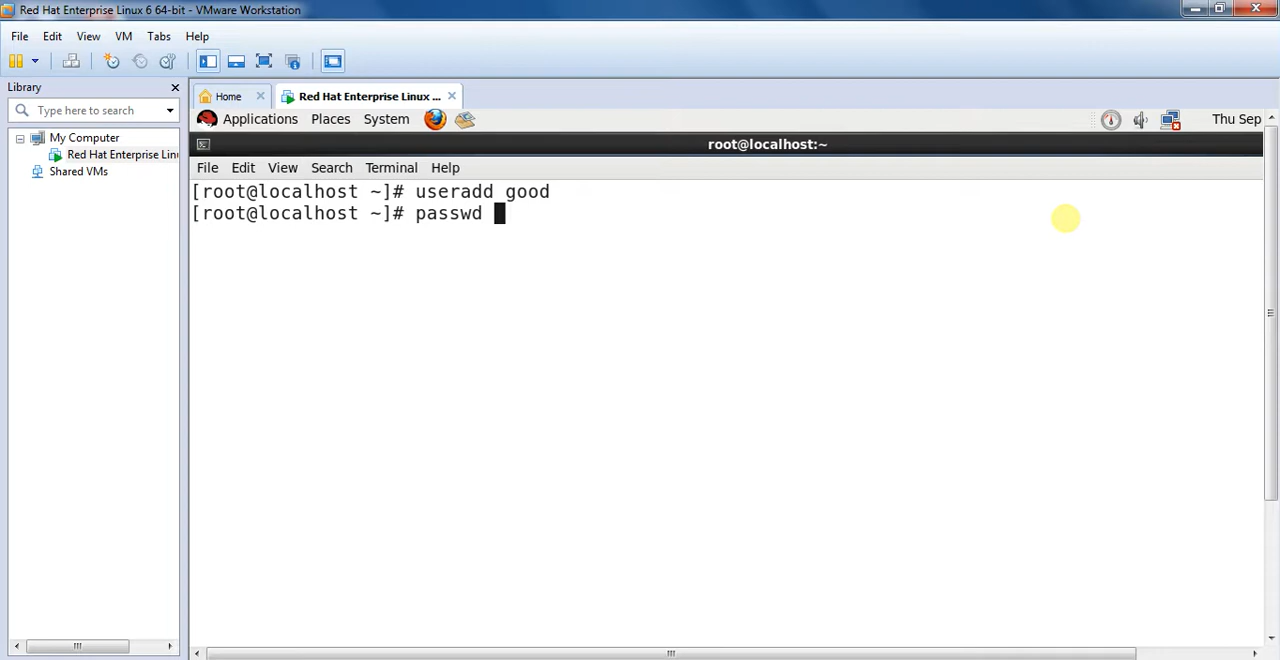 Red Hat Enterprise Linux 6 64-bit - VMware Workstation
File Edit View VM Tabs Help
Library
Type here to search
My Computer
Red Hat Enterprise Linu
Shared VMs
Home
Red Hat Enterprise Linux ...
Applications Places System
Thu Sep
root@localhost:~
File Edit View Search Terminal Help
[root@localhost ~]# useradd good
[root@localhost ~]# passwd